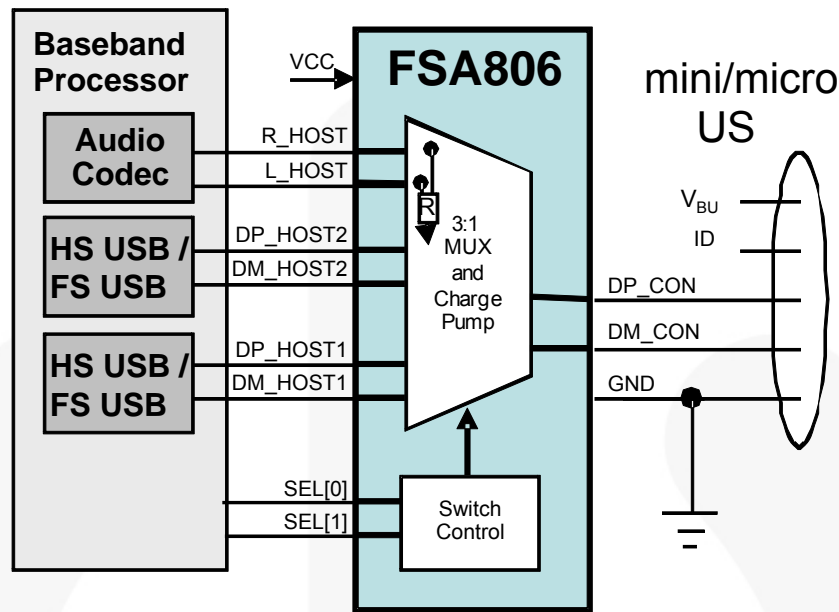 Baseband
Processor
Audio
Codec
HS USB /
FS USB
HS USB /
FS USB
VCC
R_HOST
L_HOST
DP_HOST2
DM_HOST2
DP_HOST1
DM_HOST1
SEL[0]
SEL[1]
FSA806
R
3:1
MUX
and
Charge
Pump
Switch
Control
mini/micro
US
VBU
ID
DP_CON
DM_CON
GND